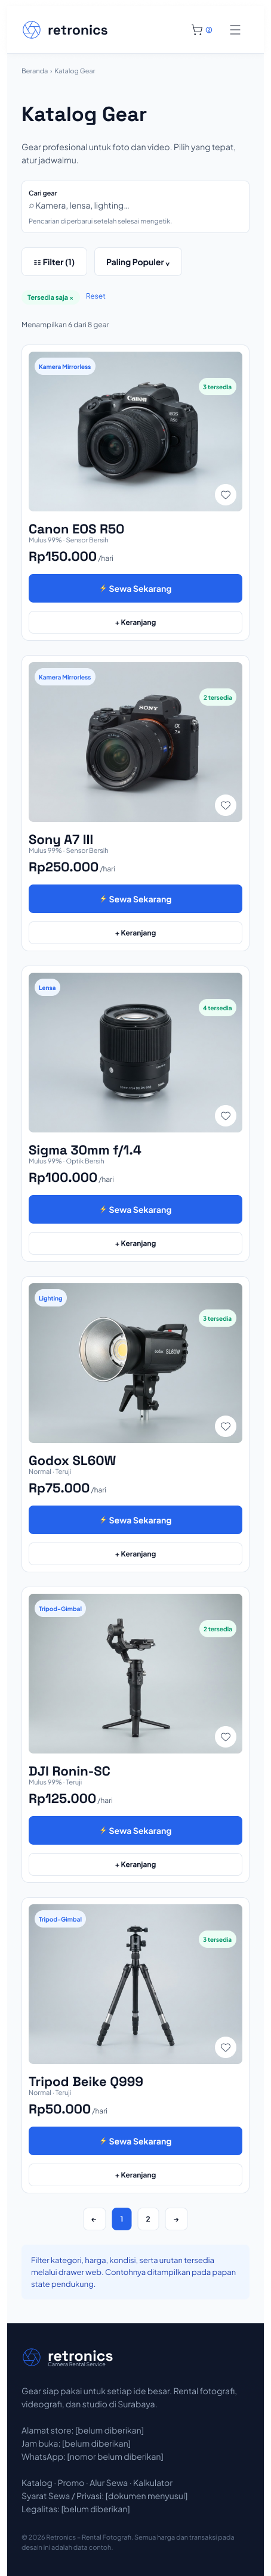 retronics
Beranda › Katalog Gear
Katalog Gear
Gear profesional untuk foto dan video. Pilih yang tepat,
atur jadwalmu.
Cari gear
Kamera, lensa, lighting...
Pencarian diperbarui setelah selesai mengetik.
Filter (1)
Paling Populer
Tersedia saja ×
Reset
Menampilkan 6 dari 8 gear
Kamera Mirrorless
3 tersedia
Canon
Canon EOS R50
Mulus 99% · Sensor Bersih
Rp150.000 /hari
⚡ Sewa Sekarang
+ Keranjang
Kamera Mirrorless
2 tersedia
SONY
Sony A7 III
Mulus 99% · Sensor Bersih
Rp250.000 /hari
⚡ Sewa Sekarang
+ Keranjang
Lensa
4 tersedia
Sigma 30mm f/1.4
Mulus 99% · Optik Bersih
Rp100.000 /hari
⚡ Sewa Sekarang
+ Keranjang
Lighting
3 tersedia
SL60W
Godox SL60W
Normal · Teruji
Rp75.000 /hari
⚡ Sewa Sekarang
+ Keranjang
Tripod-Gimbal
2 tersedia
DJI Ronin-SC
Mulus 99% · Teruji
Rp125.000 /hari
⚡ Sewa Sekarang
+ Keranjang
Tripod-Gimbal
3 tersedia
Tripod Beike Q999
Normal · Teruji
Rp50.000 /hari
⚡ Sewa Sekarang
+ Keranjang
← 1 2 →
Filter kategori, harga, kondisi, serta urutan tersedia
melalui drawer web. Contohnya ditampilkan pada papan
state pendukung.
retronics
Camera Rental Service
Gear siap pakai untuk setiap ide besar. Rental fotografi,
videografi, dan studio di Surabaya.
Alamat store: [belum diberikan]
Jam buka: [belum diberikan]
WhatsApp: [nomor belum diberikan]
Katalog · Promo · Alur Sewa · Kalkulator
Syarat Sewa / Privasi: [dokumen menyusul]
Legalitas: [belum diberikan]
© 2026 Retronics – Rental Fotografi. Semua harga dan transaksi pada
desain ini adalah data contoh.